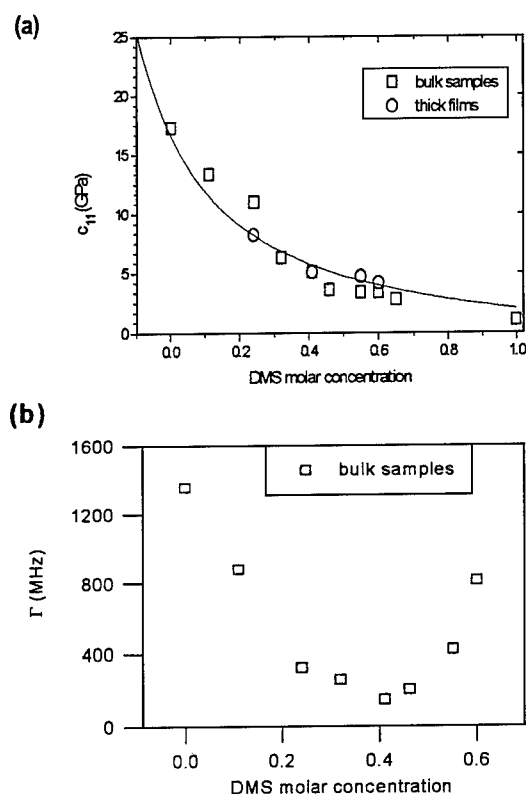 (a)
25
20
15
10
5
0
c11 (GPa)
bulk samples
thick films
0.0 0.2 0.4 0.6 0.8 1.0
DMS molar concentration
(b)
1600
1200
800
400
0
Γ (MHz)
bulk samples
0.0 0.2 0.4 0.6
DMS molar concentration